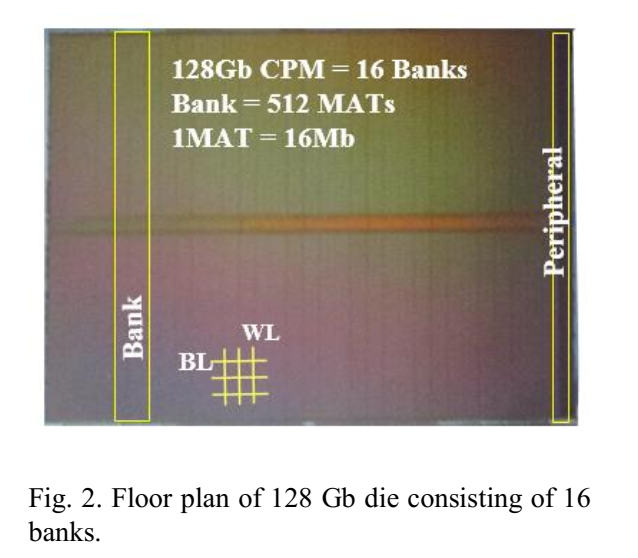 128Gb CPM = 16 Banks
Bank = 512 MATs
1MAT = 16Mb
Peripheral
Bank
WL
BL
Fig. 2. Floor plan of 128 Gb die consisting of 16
banks.